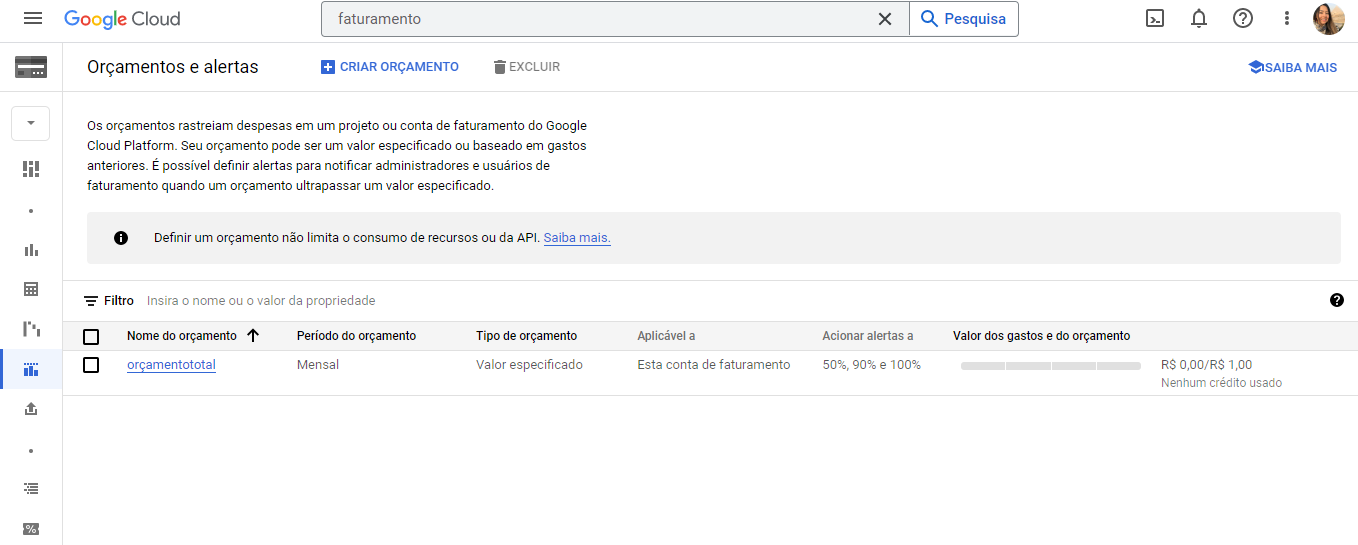 Google Cloud
faturamento
Pesquisa
Orçamentos e alertas
CRIAR ORÇAMENTO
EXCLUIR
SAIBA MAIS
Os orçamentos rastreiam despesas em um projeto ou conta de faturamento do Google
Cloud Platform. Seu orçamento pode ser um valor especificado ou baseado em gastos
anteriores. É possível definir alertas para notificar administradores e usuários de
faturamento quando um orçamento ultrapassar um valor especificado.
Definir um orçamento não limita o consumo de recursos ou da API. Saiba mais.
Filtro Insira o nome ou o valor da propriedade
Nome do orçamento Período do orçamento Tipo de orçamento Aplicável a Acionar alertas a Valor dos gastos e do orçamento
orçamentototal Mensal Valor especificado Esta conta de faturamento 50%, 90% e 100% R$ 0,00/R$ 1,00
Nenhum crédito usado